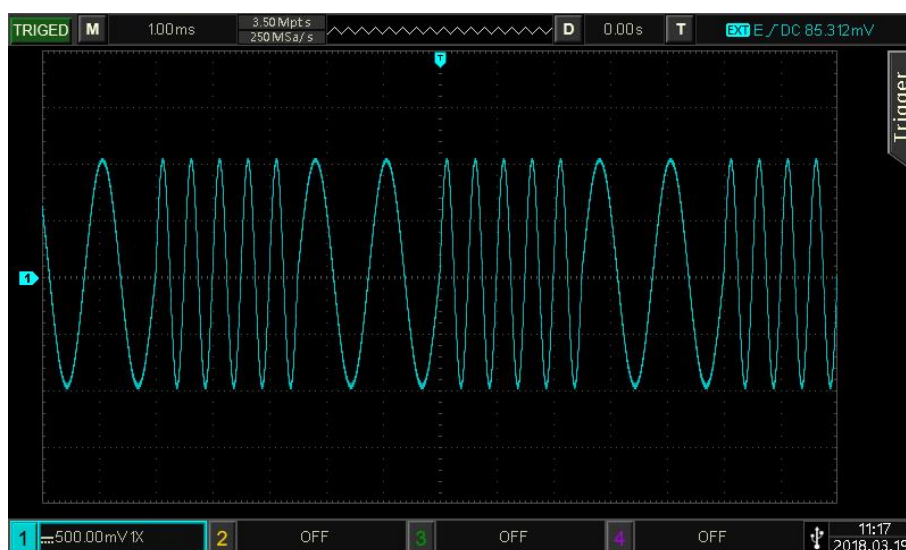 TRIGED M 1.00ms 3.50Mpts D 0.00s T EXT E DC 85.312mV
250MSa/s
T
Trigger
1
1 500.00mV 1X 2 OFF 3 OFF 4 OFF 11:17
2018.03.19